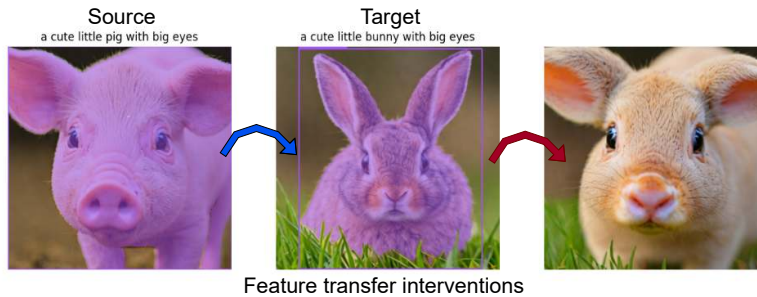 Source
a cute little pig with big eyes
Target
a cute little bunny with big eyes
Feature transfer interventions